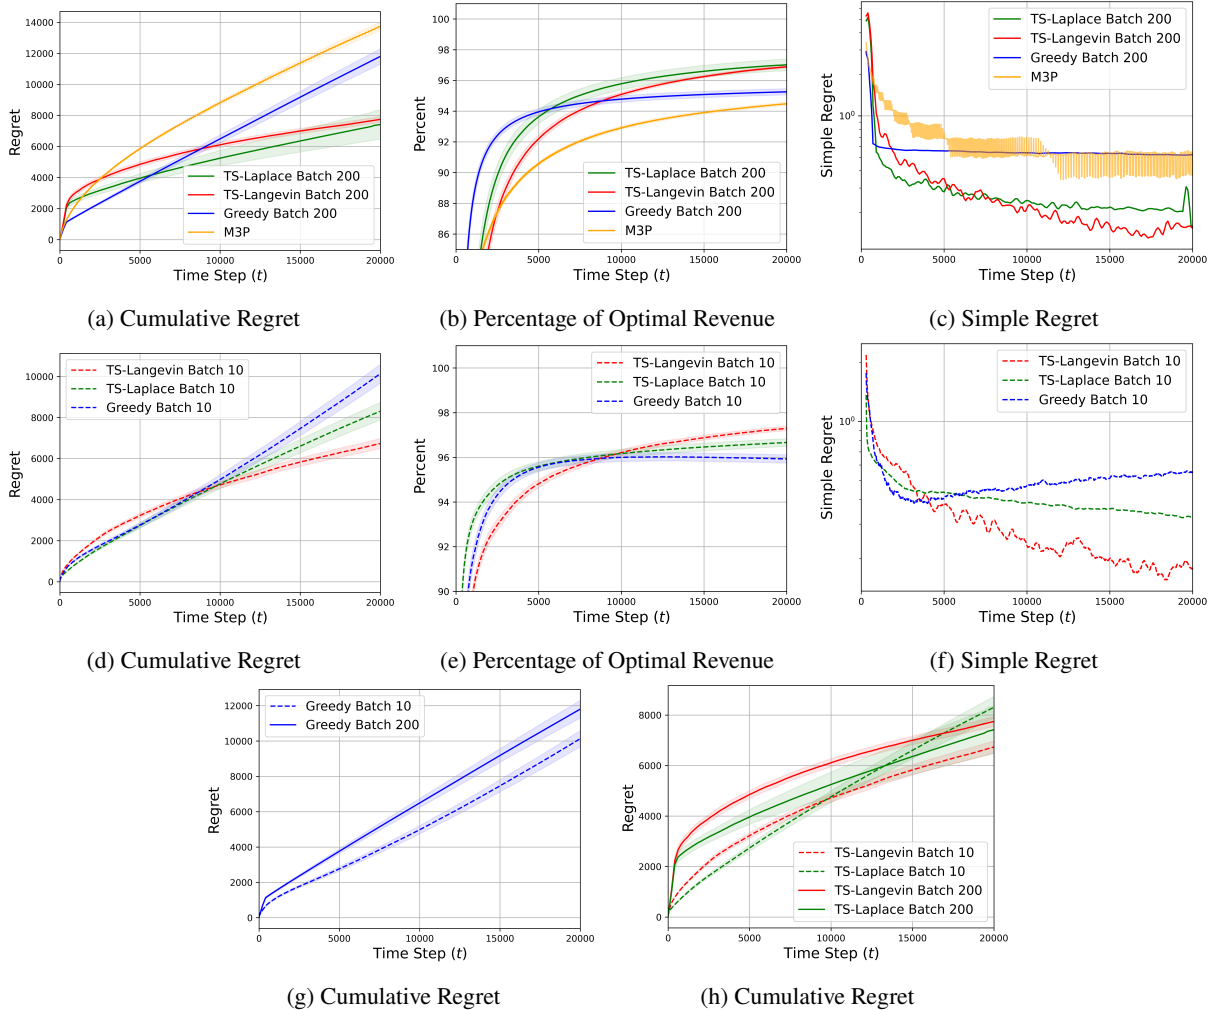 14000
12000
10000
8000
6000
4000
2000
0
Regret
0 5000 10000 15000 20000
Time Step (t)
TS-Laplace Batch 200
TS-Langevin Batch 200
Greedy Batch 200
M3P
(a) Cumulative Regret
100
98
96
94
92
90
88
86
Percent
0 5000 10000 15000 20000
Time Step (t)
TS-Laplace Batch 200
TS-Langevin Batch 200
Greedy Batch 200
M3P
(b) Percentage of Optimal Revenue
10⁰
Simple Regret
0 5000 10000 15000 20000
Time Step (t)
TS-Laplace Batch 200
TS-Langevin Batch 200
Greedy Batch 200
M3P
(c) Simple Regret
10000
8000
6000
4000
2000
0
Regret
0 5000 10000 15000 20000
Time Step (t)
TS-Langevin Batch 10
TS-Laplace Batch 10
Greedy Batch 10
(d) Cumulative Regret
100
98
96
94
92
90
Percent
0 5000 10000 15000 20000
Time Step (t)
TS-Langevin Batch 10
TS-Laplace Batch 10
Greedy Batch 10
(e) Percentage of Optimal Revenue
10⁰
Simple Regret
0 5000 10000 15000 20000
Time Step (t)
TS-Langevin Batch 10
TS-Laplace Batch 10
Greedy Batch 10
(f) Simple Regret
12000
10000
8000
6000
4000
2000
0
Regret
0 5000 10000 15000 20000
Time Step (t)
Greedy Batch 10
Greedy Batch 200
(g) Cumulative Regret
8000
6000
4000
2000
0
Regret
0 5000 10000 15000 20000
Time Step (t)
TS-Langevin Batch 10
TS-Laplace Batch 10
TS-Langevin Batch 200
TS-Laplace Batch 200
(h) Cumulative Regret